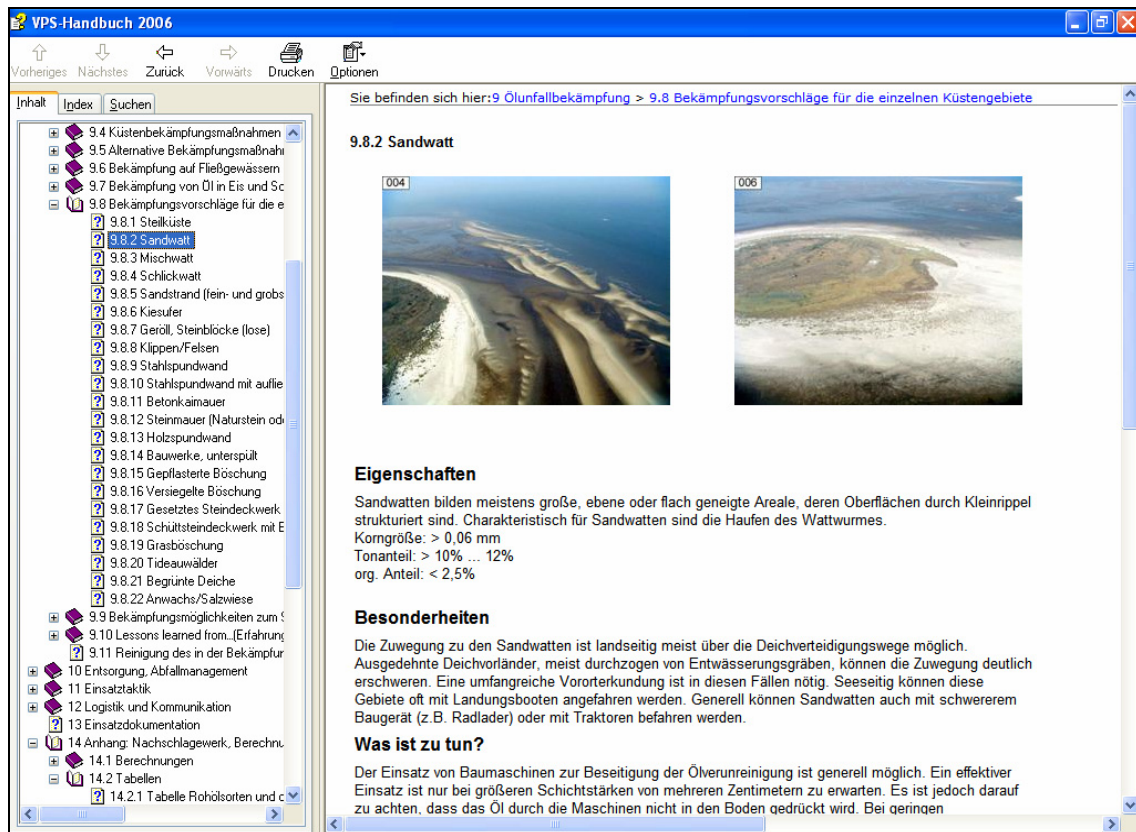 VPS-Handbuch 2006
Vorheriges Nächstes Zurück Vorwärts Drucken Optionen
Inhalt Index Suchen
9.4 Küstenbekämpfungsmaßnahmen
9.5 Alternative Bekämpfungsmaßnahr
9.6 Bekämpfung auf Fließgewässern
9.7 Bekämpfung von Öl in Eis und Sc
9.8 Bekämpfungsvorschläge für die e
9.8.1 Steilküste
9.8.2 Sandwatt
9.8.3 Mischwatt
9.8.4 Schlickwatt
9.8.5 Sandstrand (fein- und grobs
9.8.6 Kiesufer
9.8.7 Geröll, Steinblöcke (lose)
9.8.8 Klippen/Felsen
9.8.9 Stahlspundwand
9.8.10 Stahlspundwand mit auflie
9.8.11 Betonkaimauer
9.8.12 Steinmauer (Naturstein ode
9.8.13 Holzspundwand
9.8.14 Bauwerke, unterspült
9.8.15 Gepflasterte Böschung
9.8.16 Versiegelte Böschung
9.8.17 Gesetztes Steindeckwerk
9.8.18 Schüttsteindeckwerk mit E
9.8.19 Grasböschung
9.8.20 Tideauwälder
9.8.21 Begrünte Deiche
9.8.22 Anwachs/Salzwiese
9.9 Bekämpfungsmöglichkeiten zum S
9.10 Lessons learned from...(Erfahrung
9.11 Reinigung des in der Bekämpfur
10 Entsorgung, Abfallmanagement
11 Einsatztaktik
12 Logistik und Kommunikation
13 Einsatzdokumentation
14 Anhang: Nachschlagewerk, Berechnu
14.1 Berechnungen
14.2 Tabellen
14.2.1 Tabelle Rohölsorten und c
Sie befinden sich hier:9 Ölunfallbekämpfung > 9.8 Bekämpfungsvorschläge für die einzelnen Küstengebiete
9.8.2 Sandwatt
004 006
Eigenschaften
Sandwatten bilden meistens große, ebene oder flach geneigte Areale, deren Oberflächen durch Kleinrippel
strukturiert sind. Charakteristisch für Sandwatten sind die Haufen des Wattwurmes.
Korngröße: > 0,06 mm
Tonanteil: > 10% ... 12%
org. Anteil: < 2,5%
Besonderheiten
Die Zuwegung zu den Sandwatten ist landseitig meist über die Deichverteidigungswege möglich.
Ausgedehnte Deichvorländer, meist durchzogen von Entwässerungsgräben, können die Zuwegung deutlich
erschweren. Eine umfangreiche Vororterkundung ist in diesen Fällen nötig. Seeseitig können diese
Gebiete oft mit Landungsbooten angefahren werden. Generell können Sandwatten auch mit schwererem
Baugerät (z.B. Radlader) oder mit Traktoren befahren werden.
Was ist zu tun?
Der Einsatz von Baumaschinen zur Beseitigung der Ölverunreinigung ist generell möglich. Ein effektiver
Einsatz ist nur bei größeren Schichtstärken von mehreren Zentimetern zu erwarten. Es ist jedoch darauf
zu achten, dass das Öl durch die Maschinen nicht in den Boden gedrückt wird. Bei geringen